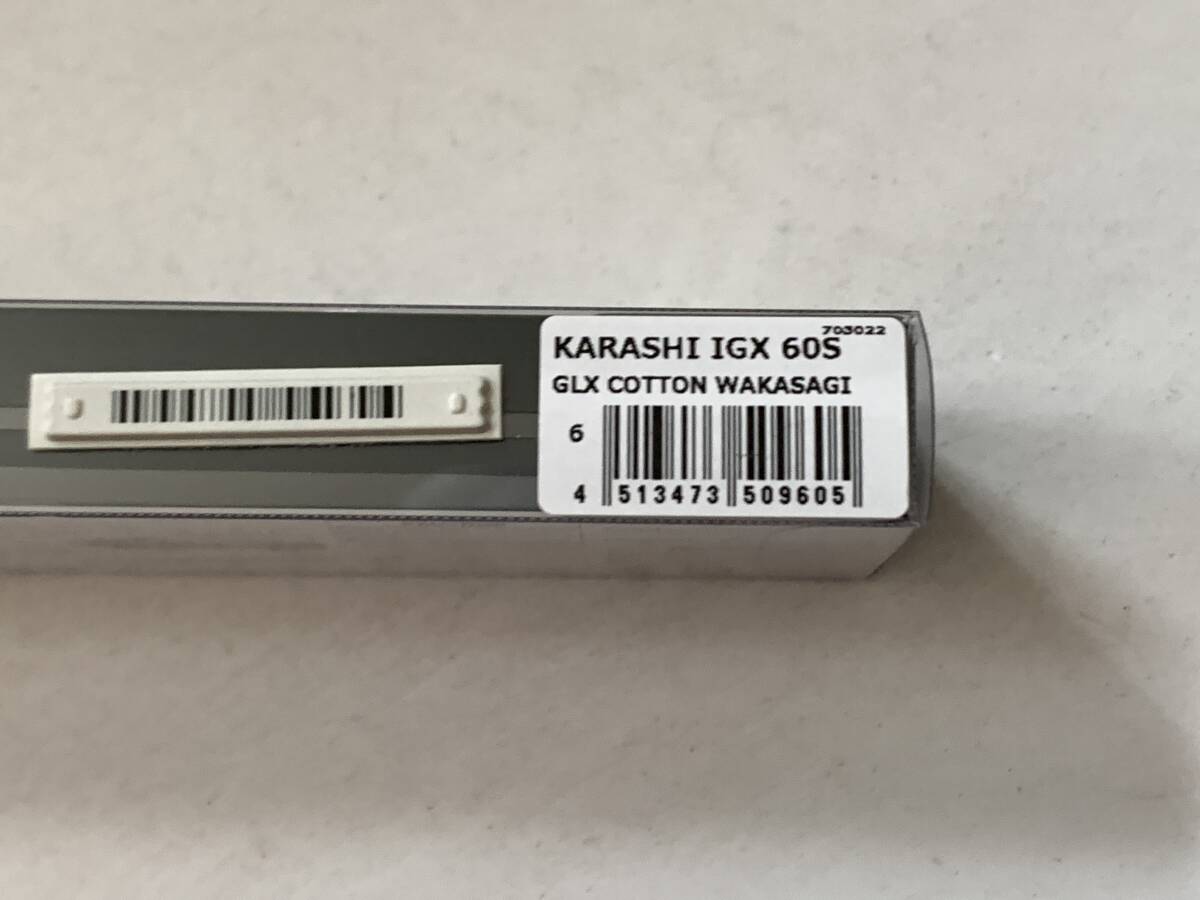 703022
KARASHI IGX 60S
GLX COTTON WAKASAGI
6
4 513473 509605